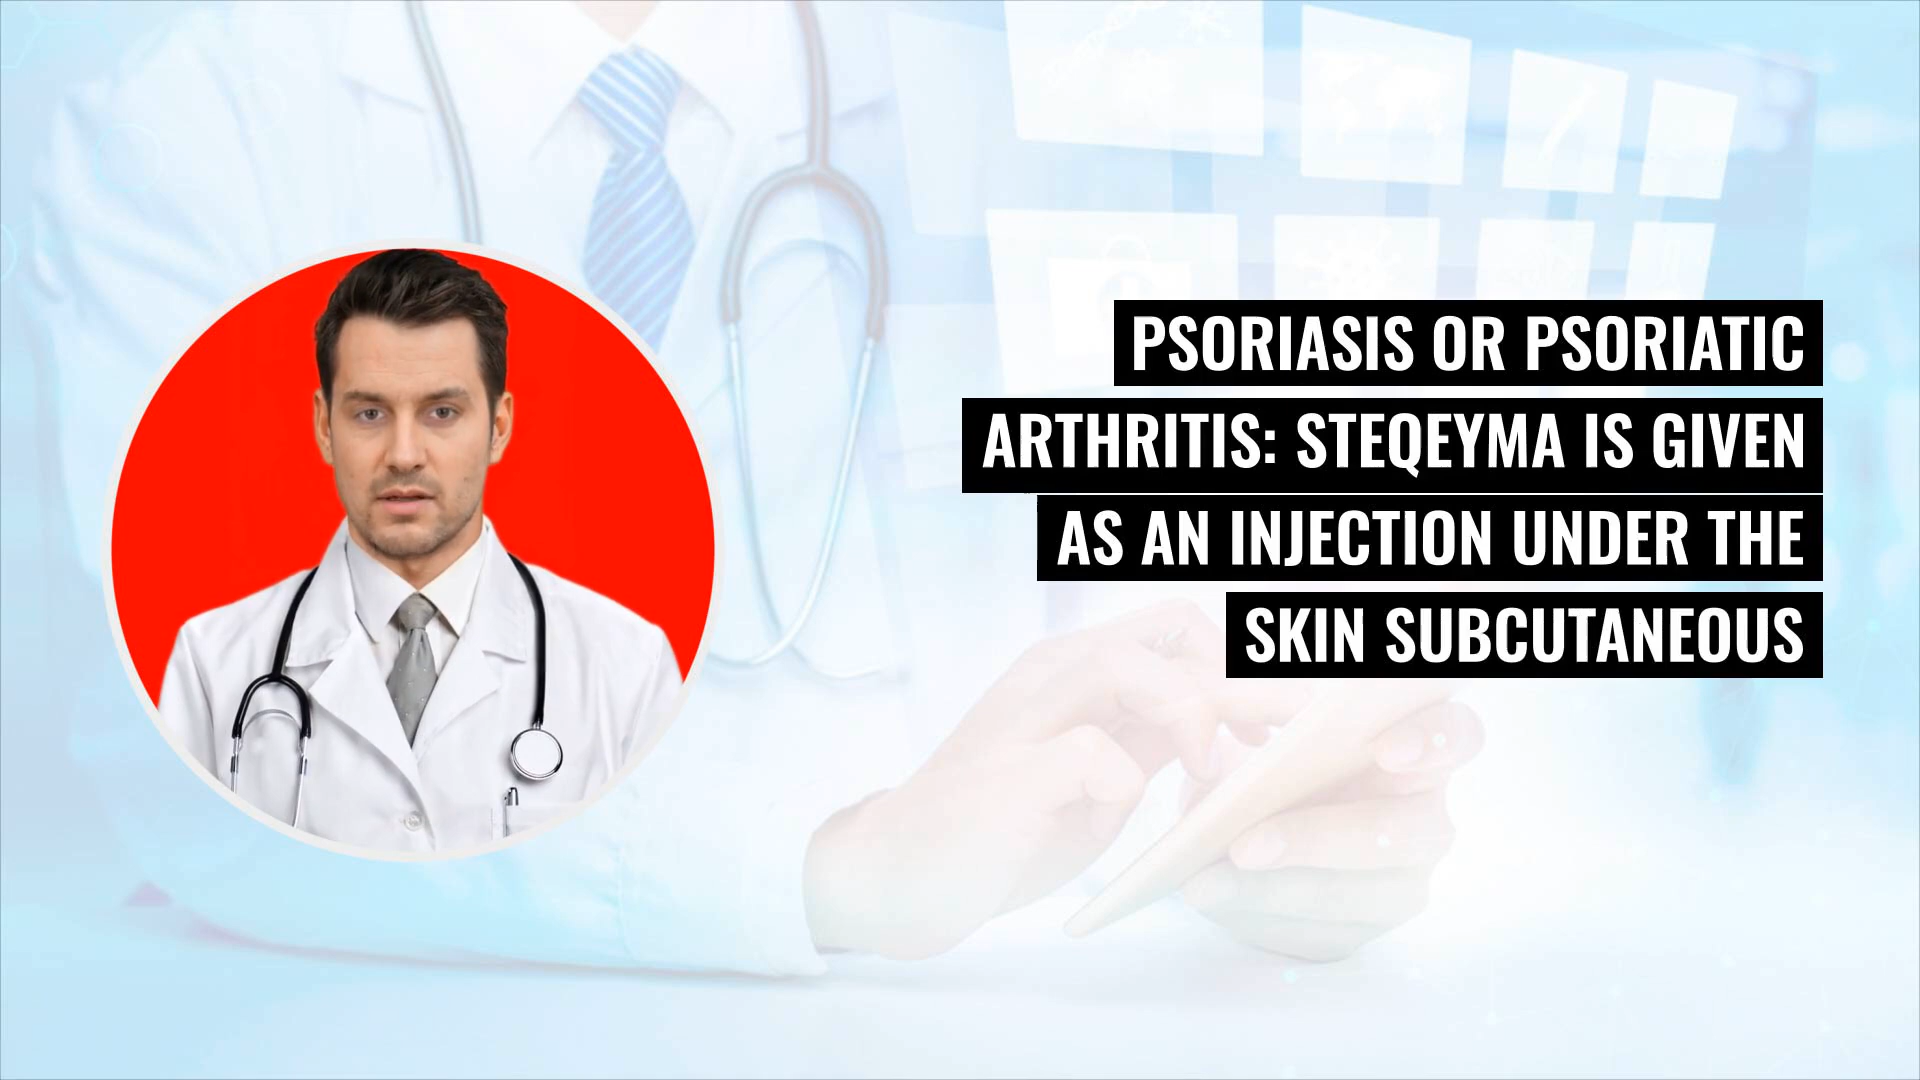 PSORIASIS OR PSORIATIC
ARTHRITIS: STEQEYMA IS GIVEN
AS AN INJECTION UNDER THE
SKIN SUBCUTANEOUS